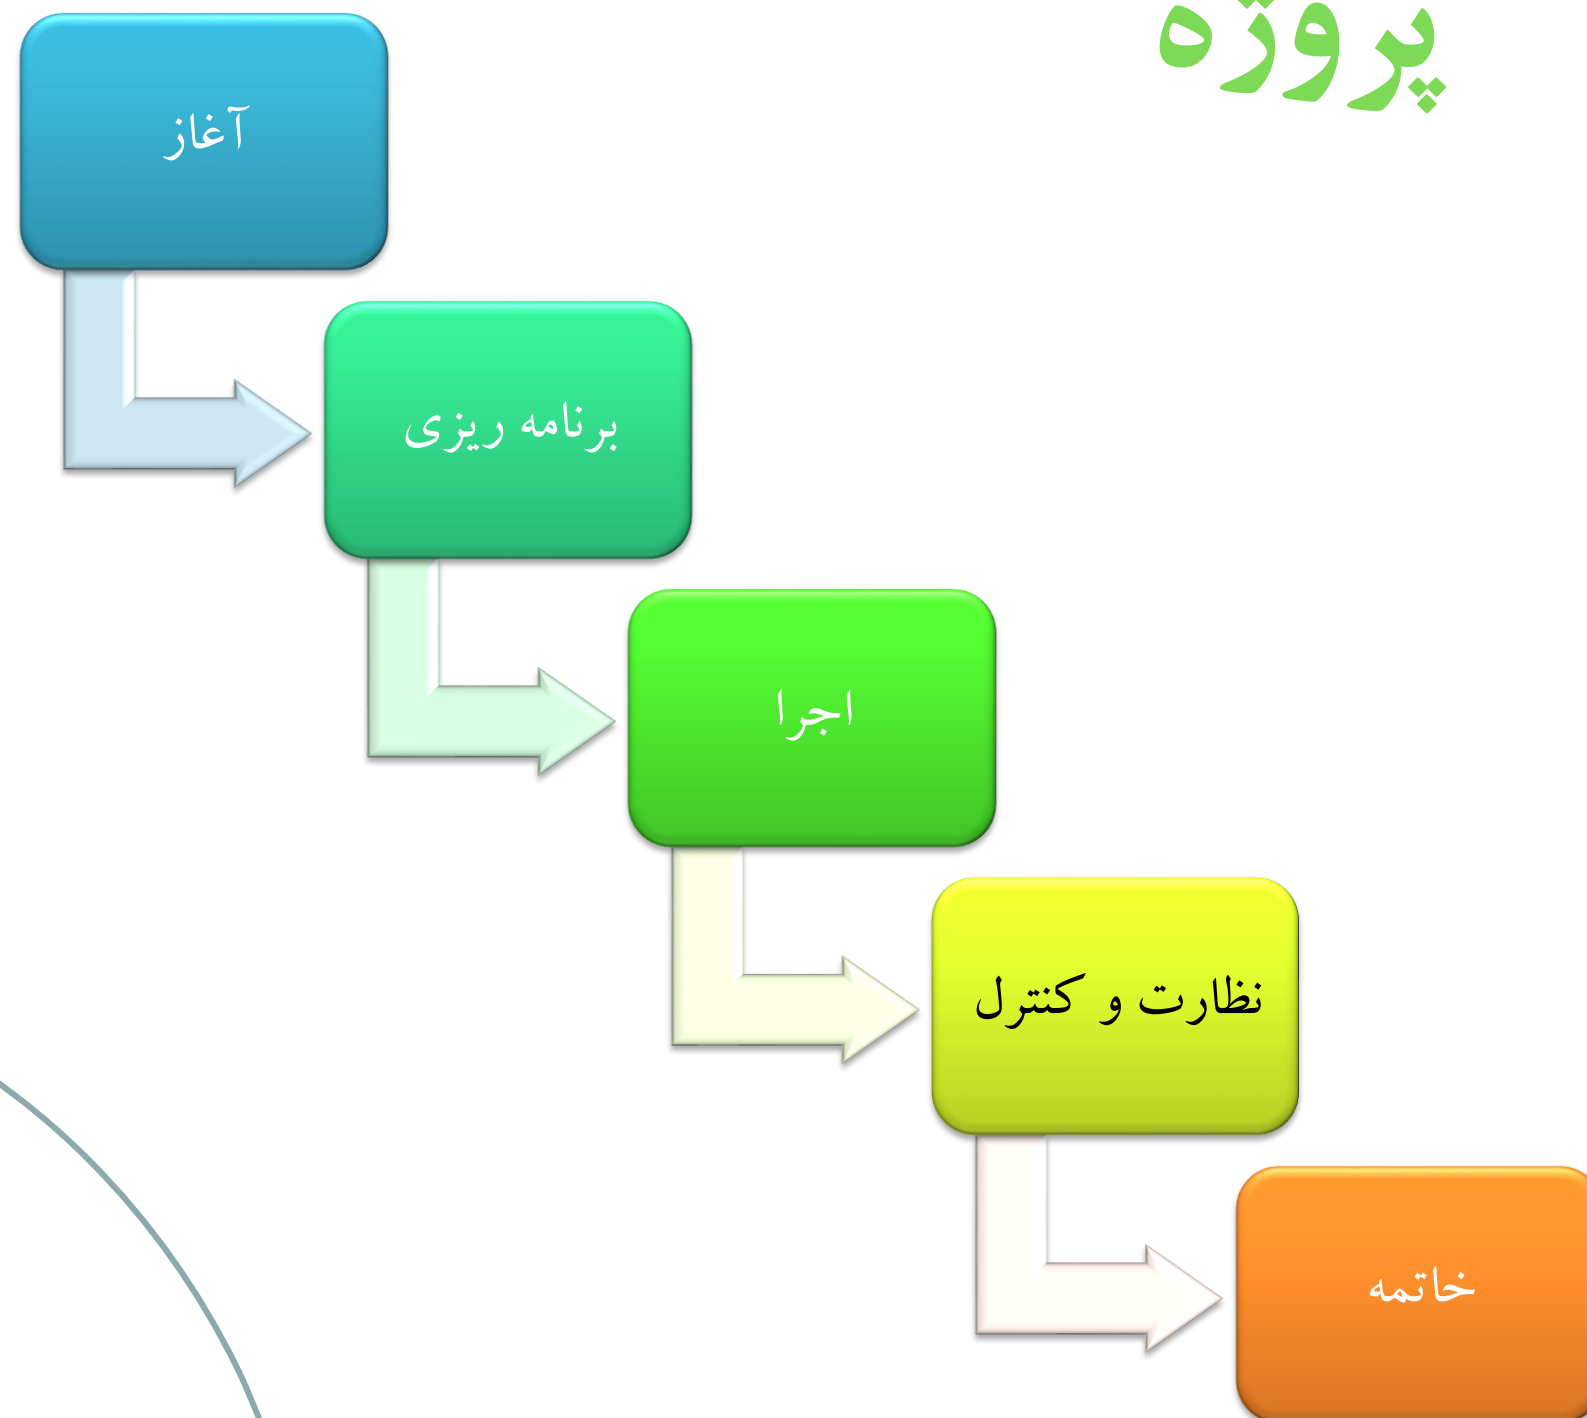 پروژه
آغاز
برنامه ریزی
اجرا
نظارت و کنترل
خاتمه